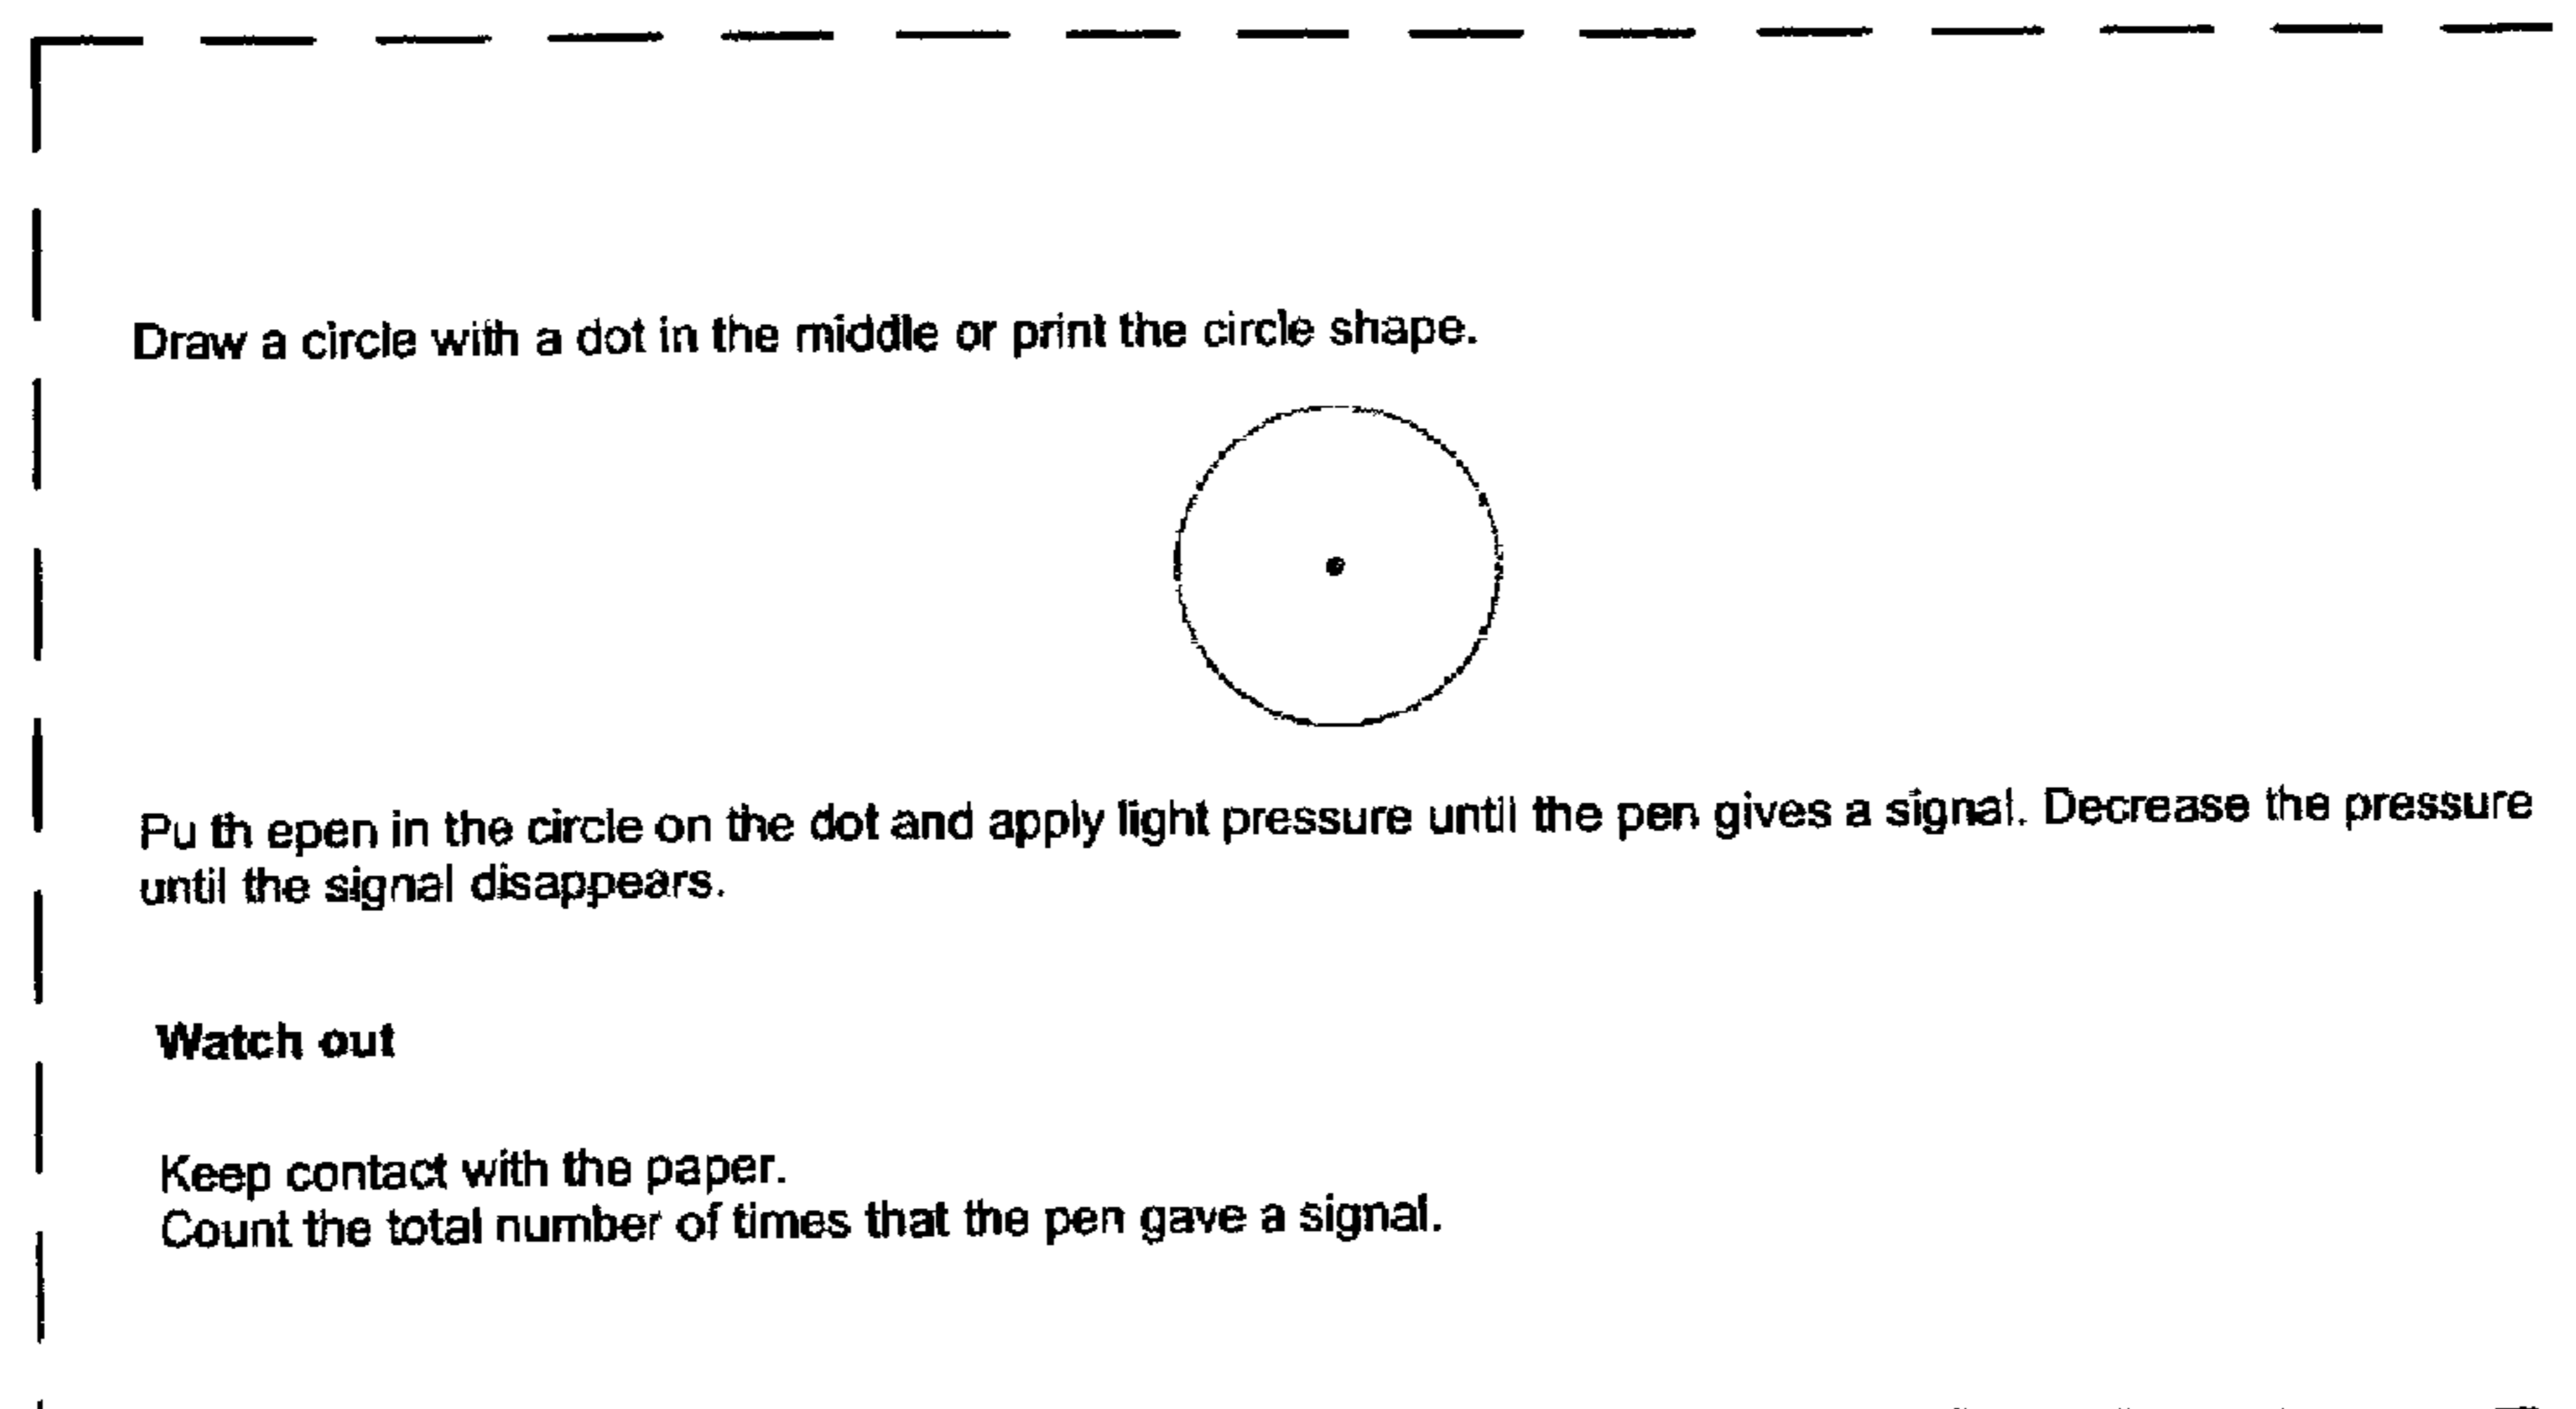 Draw a circle with a dot in the middle or print the circle shape.
Pu th epen in the circle on the dot and apply light pressure until the pen gives a signal. Decrease the pressure
until the signal disappears.
Watch out
Keep contact with the paper.
Count the total number of times that the pen gave a signal.